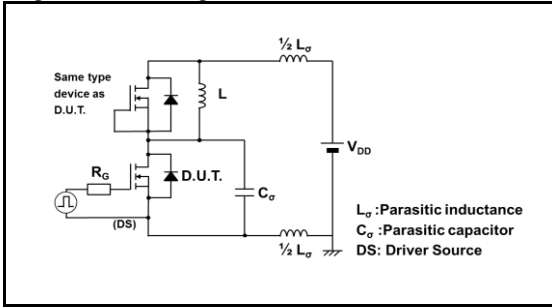 ½ Lσ
Same type
device as
D.U.T.
L
VDD
RG
D.U.T.
Cσ
(DS)
½ Lσ
Lσ :Parasitic inductance
Cσ :Parasitic capacitor
DS: Driver Source